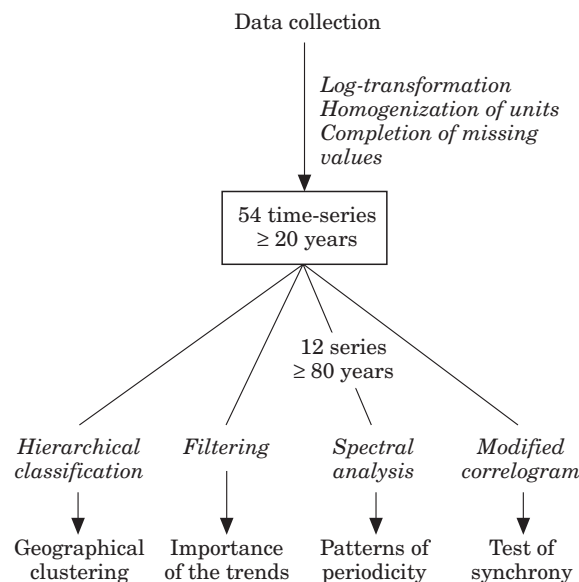 Data collection
Log-transformation
Homogenization of units
Completion of missing
values
54 time-series
≥ 20 years
12 series
≥ 80 years
Hierarchical
classification
Filtering
Spectral
analysis
Modified
correlogram
Geographical
clustering
Importance
of the trends
Patterns of
periodicity
Test of
synchrony